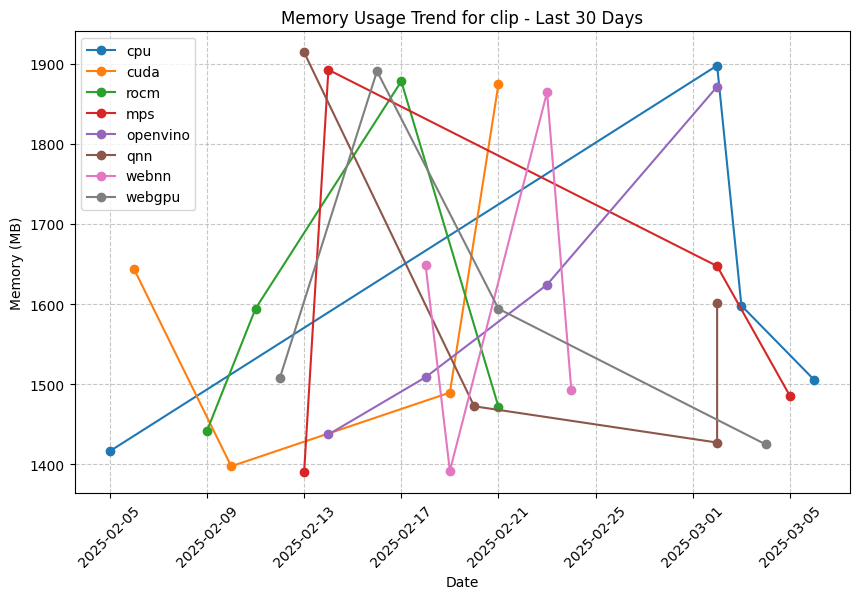 Memory Usage Trend for clip - Last 30 Days
cpu
cuda
rocm
mps
openvino
qnn
webnn
webgpu
Memory (MB)
1900
1800
1700
1600
1500
1400
2025-02-05
2025-02-09
2025-02-13
2025-02-17
2025-02-21
2025-02-25
2025-03-01
2025-03-05
Date